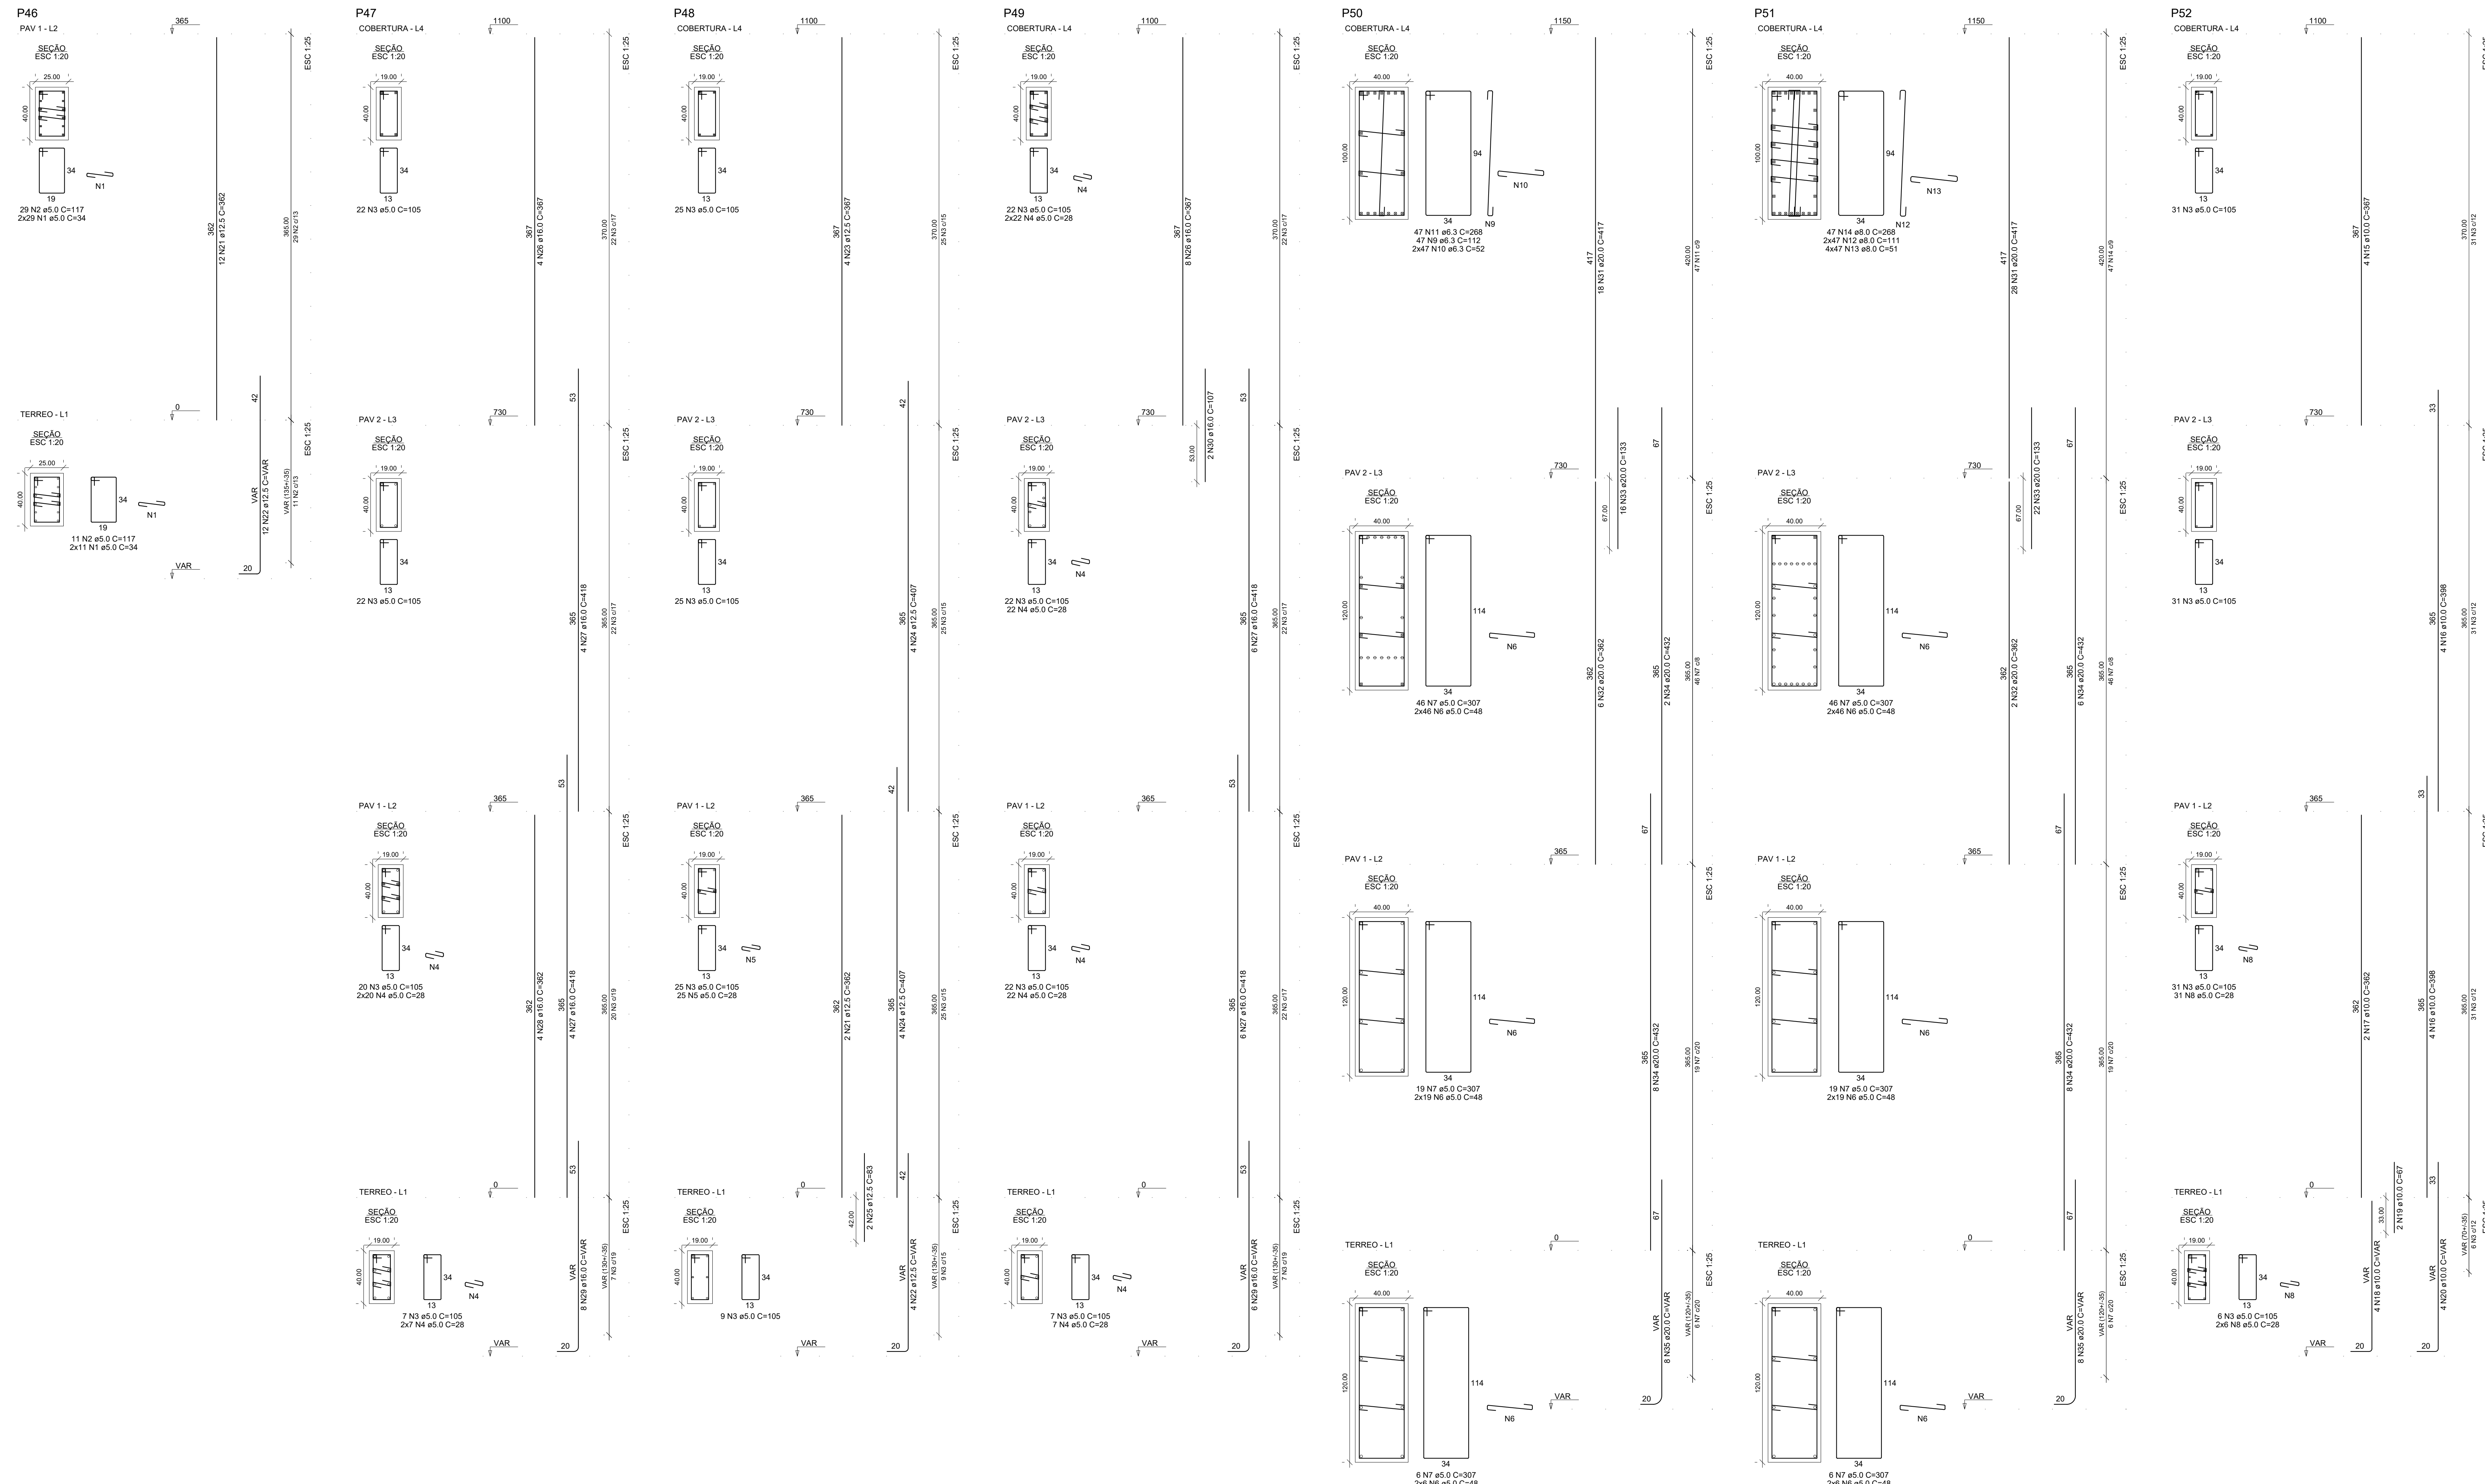 P46
PAV 1 - L2
365
SEÇÃO
ESC 1:20
ESC 1:25
25.00
40.00
34
19
N1
29 N2 ø5.0 C=117
2x29 N1 ø5.0 C=34
362
12 N21 ø12.5 C=362
365.00
29 N2 c/13
TERREO - L1
0
SEÇÃO
ESC 1:20
ESC 1:25
25.00
40.00
34
19
N1
11 N2 ø5.0 C=117
2x11 N1 ø5.0 C=34
42
VAR
12 N22 ø12.5 C=VAR
VAR (135+/-35)
11 N2 c/13
20
VAR
P47
COBERTURA - L4
1100
SEÇÃO
ESC 1:20
ESC 1:25
19.00
40.00
34
13
22 N3 ø5.0 C=105
367
4 N26 ø16.0 C=367
370.00
22 N3 c/17
PAV 2 - L3
730
SEÇÃO
ESC 1:20
ESC 1:25
19.00
40.00
34
13
22 N3 ø5.0 C=105
53
365
4 N27 ø16.0 C=418
365.00
22 N3 c/17
PAV 1 - L2
365
SEÇÃO
ESC 1:20
ESC 1:25
19.00
40.00
34
13
N4
20 N3 ø5.0 C=105
2x20 N4 ø5.0 C=28
362
4 N28 ø16.0 C=362
53
365
4 N27 ø16.0 C=418
365.00
20 N3 c/19
TERREO - L1
0
SEÇÃO
ESC 1:20
ESC 1:25
19.00
40.00
34
13
N4
7 N3 ø5.0 C=105
2x7 N4 ø5.0 C=28
53
VAR
8 N29 ø16.0 C=VAR
VAR (130+/-35)
7 N3 c/19
20
VAR
P48
COBERTURA - L4
1100
SEÇÃO
ESC 1:20
ESC 1:25
19.00
40.00
34
13
25 N3 ø5.0 C=105
367
4 N23 ø12.5 C=367
370.00
25 N3 c/15
PAV 2 - L3
730
SEÇÃO
ESC 1:20
ESC 1:25
19.00
40.00
34
13
25 N3 ø5.0 C=105
42
365
4 N24 ø12.5 C=407
365.00
25 N3 c/15
PAV 1 - L2
365
SEÇÃO
ESC 1:20
ESC 1:25
19.00
40.00
34
13
N5
25 N3 ø5.0 C=105
25 N5 ø5.0 C=28
362
2 N21 ø12.5 C=362
42
365
4 N24 ø12.5 C=407
365.00
25 N3 c/15
TERREO - L1
0
SEÇÃO
ESC 1:20
ESC 1:25
19.00
40.00
34
13
9 N3 ø5.0 C=105
42.00
2 N25 ø12.5 C=83
42
VAR
4 N22 ø12.5 C=VAR
VAR (130+/-35)
9 N3 c/15
20
VAR
P49
COBERTURA - L4
1100
SEÇÃO
ESC 1:20
ESC 1:25
19.00
40.00
34
13
N4
22 N3 ø5.0 C=105
2x22 N4 ø5.0 C=28
367
8 N26 ø16.0 C=367
370.00
22 N3 c/17
PAV 2 - L3
730
SEÇÃO
ESC 1:20
ESC 1:25
19.00
40.00
34
13
N4
22 N3 ø5.0 C=105
22 N4 ø5.0 C=28
53.00
2 N30 ø16.0 C=107
53
365
6 N27 ø16.0 C=418
365.00
22 N3 c/17
PAV 1 - L2
365
SEÇÃO
ESC 1:20
ESC 1:25
19.00
40.00
34
13
N4
22 N3 ø5.0 C=105
22 N4 ø5.0 C=28
53
365
6 N27 ø16.0 C=418
365.00
22 N3 c/17
TERREO - L1
0
SEÇÃO
ESC 1:20
ESC 1:25
19.00
40.00
34
13
N4
7 N3 ø5.0 C=105
7 N4 ø5.0 C=28
53
VAR
6 N29 ø16.0 C=VAR
VAR (130+/-35)
7 N3 c/19
20
VAR
P50
COBERTURA - L4
1150
SEÇÃO
ESC 1:20
ESC 1:25
40.00
100.00
94
34
N9
N10
47 N11 ø6.3 C=268
47 N9 ø6.3 C=112
2x47 N10 ø6.3 C=52
417
18 N31 ø20.0 C=417
420.00
47 N11 c/9
PAV 2 - L3
730
SEÇÃO
ESC 1:20
ESC 1:25
40.00
120.00
114
34
N6
46 N7 ø5.0 C=307
2x46 N6 ø5.0 C=48
67.00
16 N33 ø20.0 C=133
362
6 N32 ø20.0 C=362
67
365
2 N34 ø20.0 C=432
365.00
46 N7 c/8
PAV 1 - L2
365
SEÇÃO
ESC 1:20
ESC 1:25
40.00
120.00
114
34
N6
19 N7 ø5.0 C=307
2x19 N6 ø5.0 C=48
67
365
8 N34 ø20.0 C=432
365.00
19 N7 c/20
TERREO - L1
0
SEÇÃO
ESC 1:20
ESC 1:25
40.00
120.00
114
34
N6
6 N7 ø5.0 C=307
2x6 N6 ø5.0 C=48
67
VAR
8 N35 ø20.0 C=VAR
VAR (120+/-35)
6 N7 c/20
20
VAR
P51
COBERTURA - L4
1150
SEÇÃO
ESC 1:20
ESC 1:25
40.00
100.00
94
34
N12
N13
47 N14 ø8.0 C=268
2x47 N12 ø8.0 C=111
4x47 N13 ø8.0 C=51
417
28 N31 ø20.0 C=417
420.00
47 N14 c/9
PAV 2 - L3
730
SEÇÃO
ESC 1:20
ESC 1:25
40.00
120.00
114
34
N6
46 N7 ø5.0 C=307
2x46 N6 ø5.0 C=48
67.00
22 N33 ø20.0 C=133
362
2 N32 ø20.0 C=362
67
365
6 N34 ø20.0 C=432
365.00
46 N7 c/8
PAV 1 - L2
365
SEÇÃO
ESC 1:20
ESC 1:25
40.00
120.00
114
34
N6
19 N7 ø5.0 C=307
2x19 N6 ø5.0 C=48
67
365
8 N34 ø20.0 C=432
365.00
19 N7 c/20
TERREO - L1
0
SEÇÃO
ESC 1:20
ESC 1:25
40.00
120.00
114
34
N6
6 N7 ø5.0 C=307
2x6 N6 ø5.0 C=48
67
VAR
8 N35 ø20.0 C=VAR
VAR (120+/-35)
6 N7 c/20
20
VAR
P52
COBERTURA - L4
1100
SEÇÃO
ESC 1:20
19.00
40.00
34
13
31 N3 ø5.0 C=105
367
4 N15 ø10.0 C=367
370.00
31 N3 c/12
PAV 2 - L3
730
SEÇÃO
ESC 1:20
19.00
40.00
34
13
31 N3 ø5.0 C=105
33
365
4 N16 ø10.0 C=398
365.00
31 N3 c/12
PAV 1 - L2
365
SEÇÃO
ESC 1:20
19.00
40.00
34
13
N8
31 N3 ø5.0 C=105
31 N8 ø5.0 C=28
362
2 N17 ø10.0 C=362
33
365
4 N16 ø10.0 C=398
365.00
31 N3 c/12
TERREO - L1
0
SEÇÃO
ESC 1:20
19.00
40.00
34
13
N8
6 N3 ø5.0 C=105
2x6 N8 ø5.0 C=28
33.00
2 N19 ø10.0 C=67
VAR
4 N18 ø10.0 C=VAR
33
VAR
4 N20 ø10.0 C=VAR
VAR (70+/-35)
6 N3 c/12
20
20
VAR